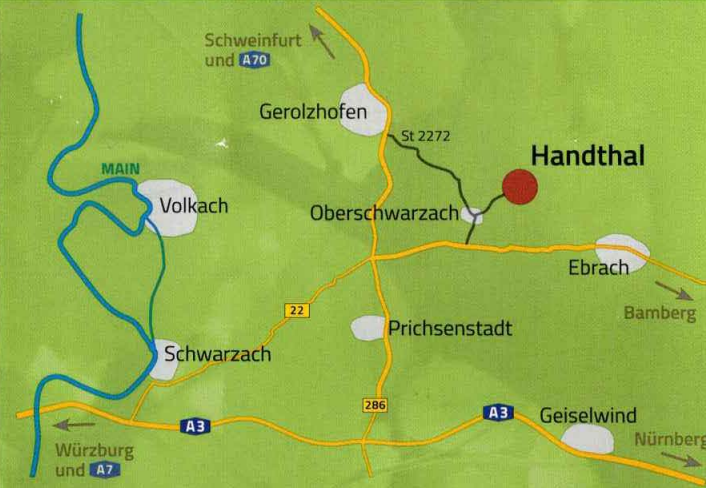 Schweinfurt
und A70
Gerolzhofen
St 2272
Handthal
MAIN
Volkach
Oberschwarzach
Ebrach
Bamberg
22
Prichsenstadt
Schwarzach
286
A3
A3
Geiselwind
Nürnberg
Würzburg
und A7